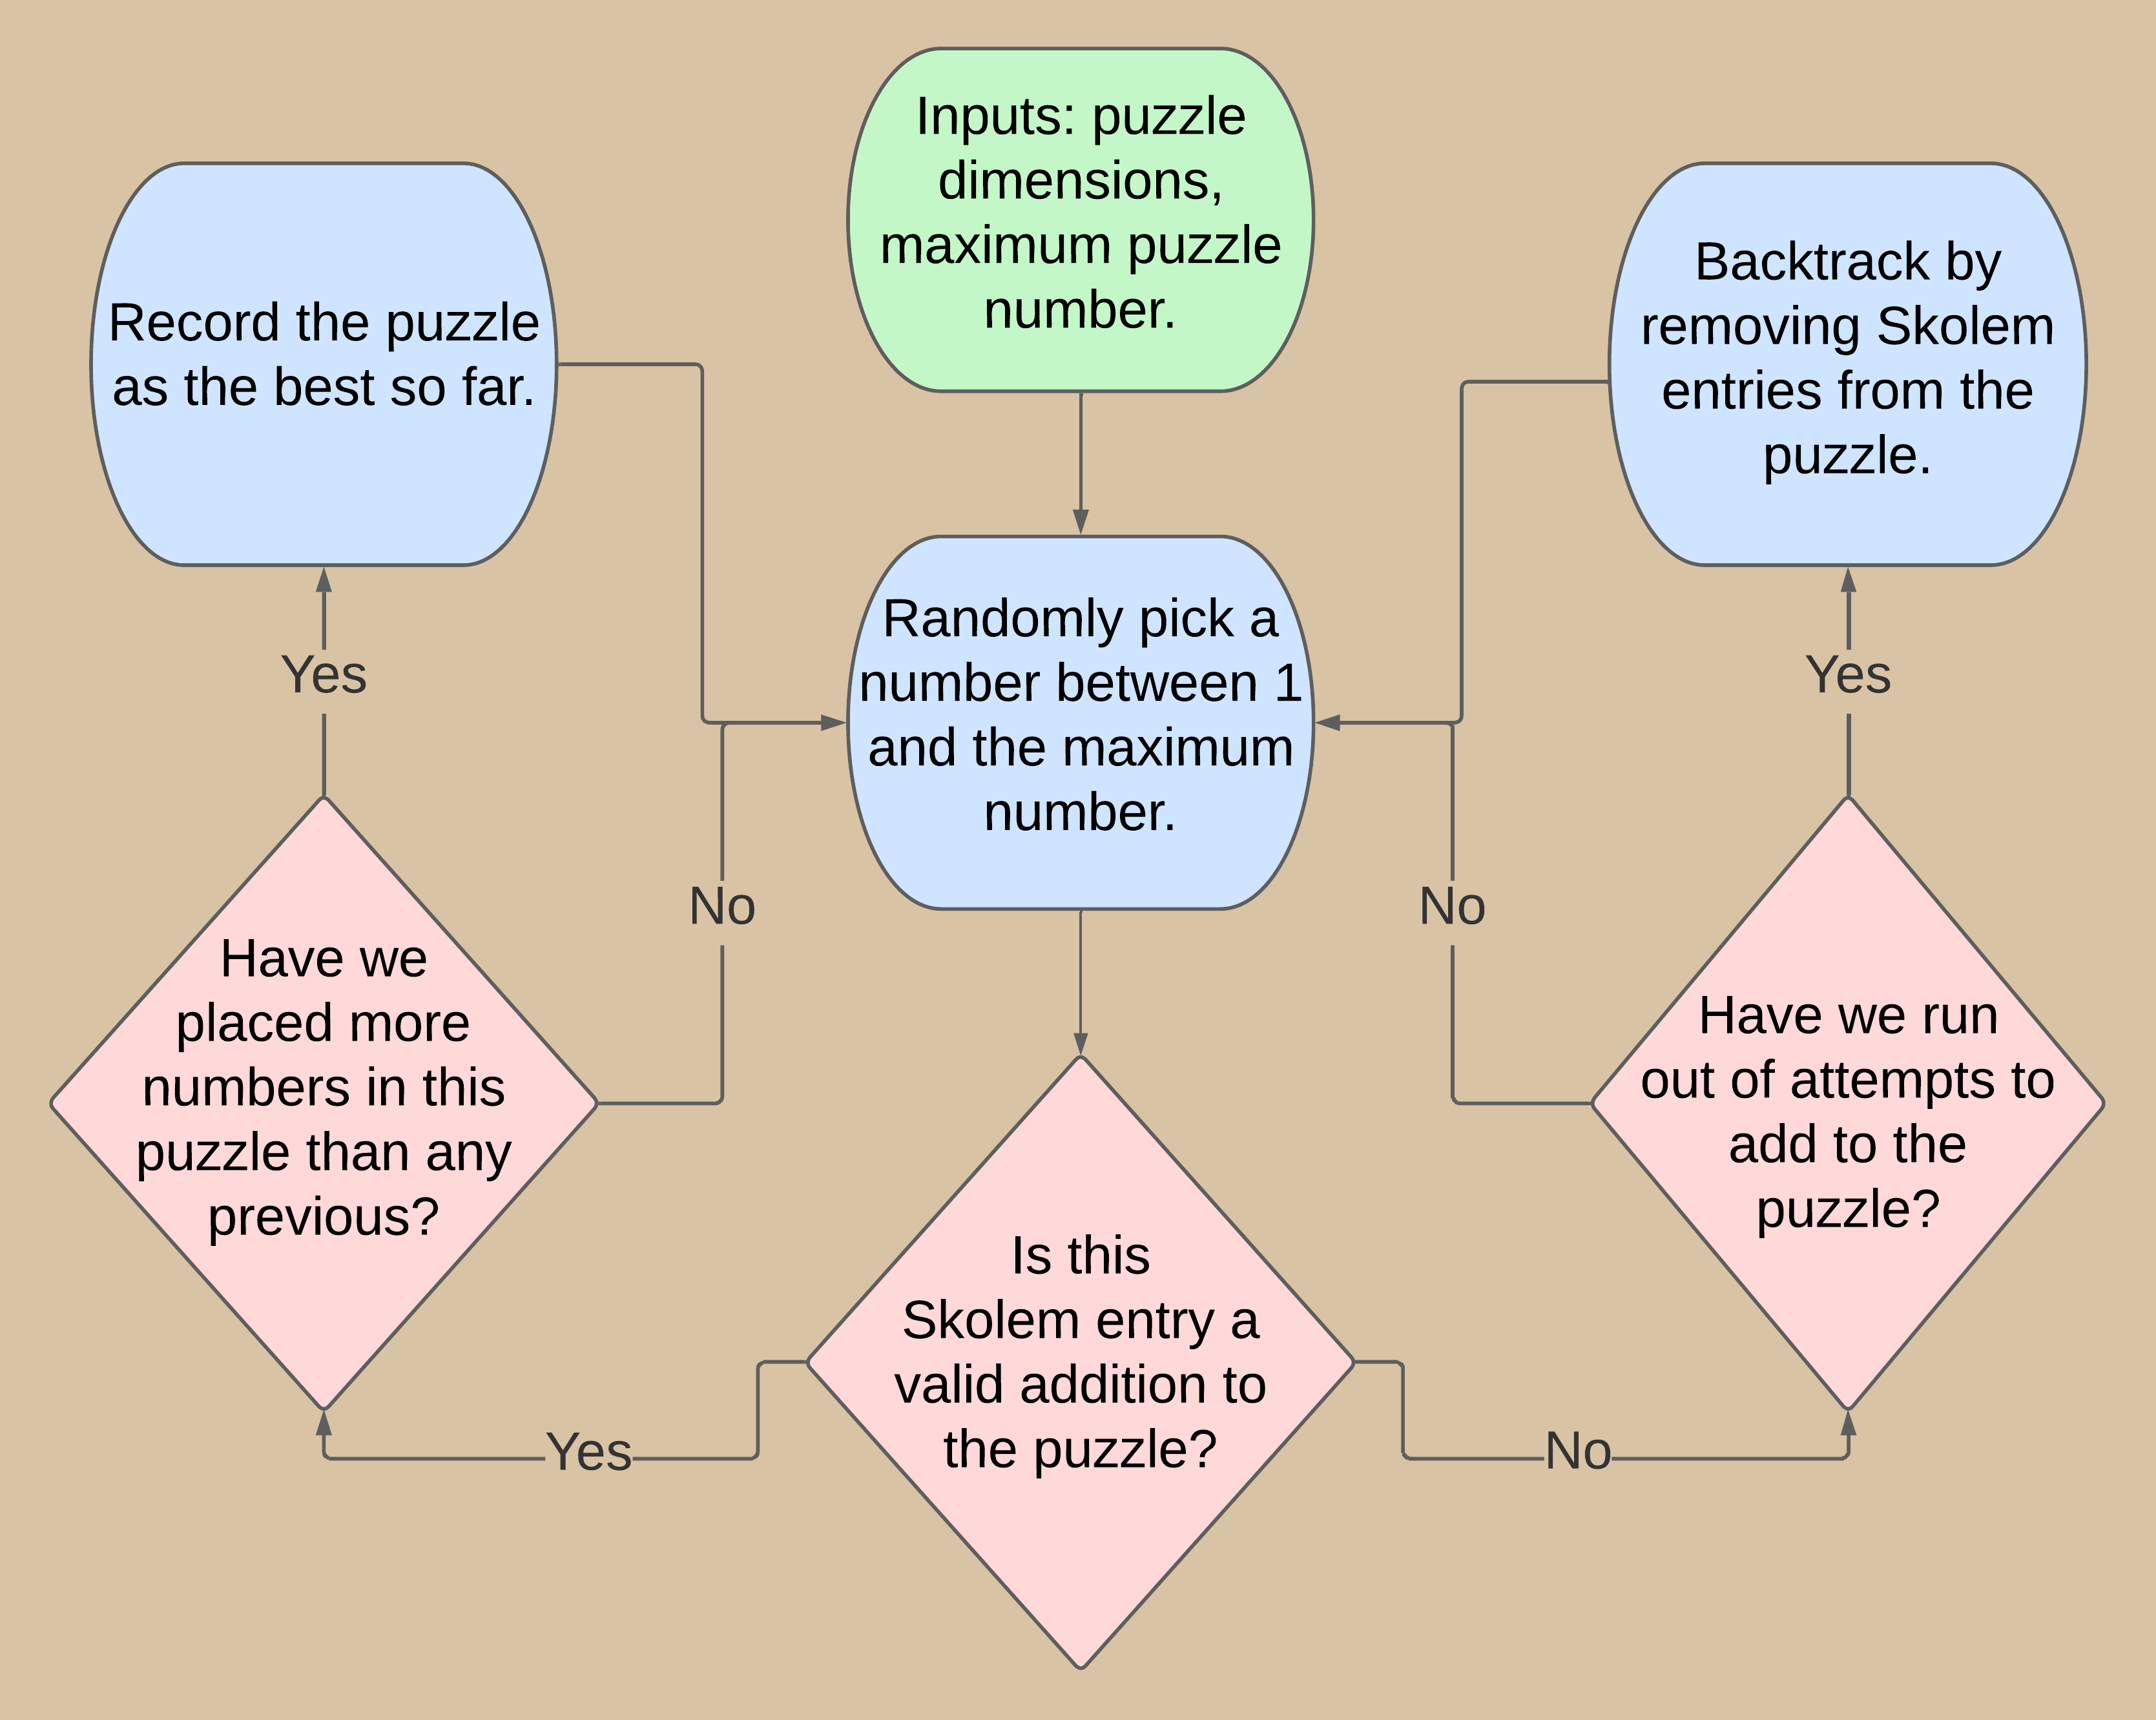 Inputs: puzzle
dimensions,
maximum puzzle
number.
Record the puzzle
as the best so far.
Backtrack by
removing Skolem
entries from the
puzzle.
Randomly pick a
number between 1
and the maximum
number.
Yes
Yes
No
No
Have we
placed more
numbers in this
puzzle than any
previous?
Have we run
out of attempts to
add to the
puzzle?
Is this
Skolem entry a
valid addition to
the puzzle?
Yes
No